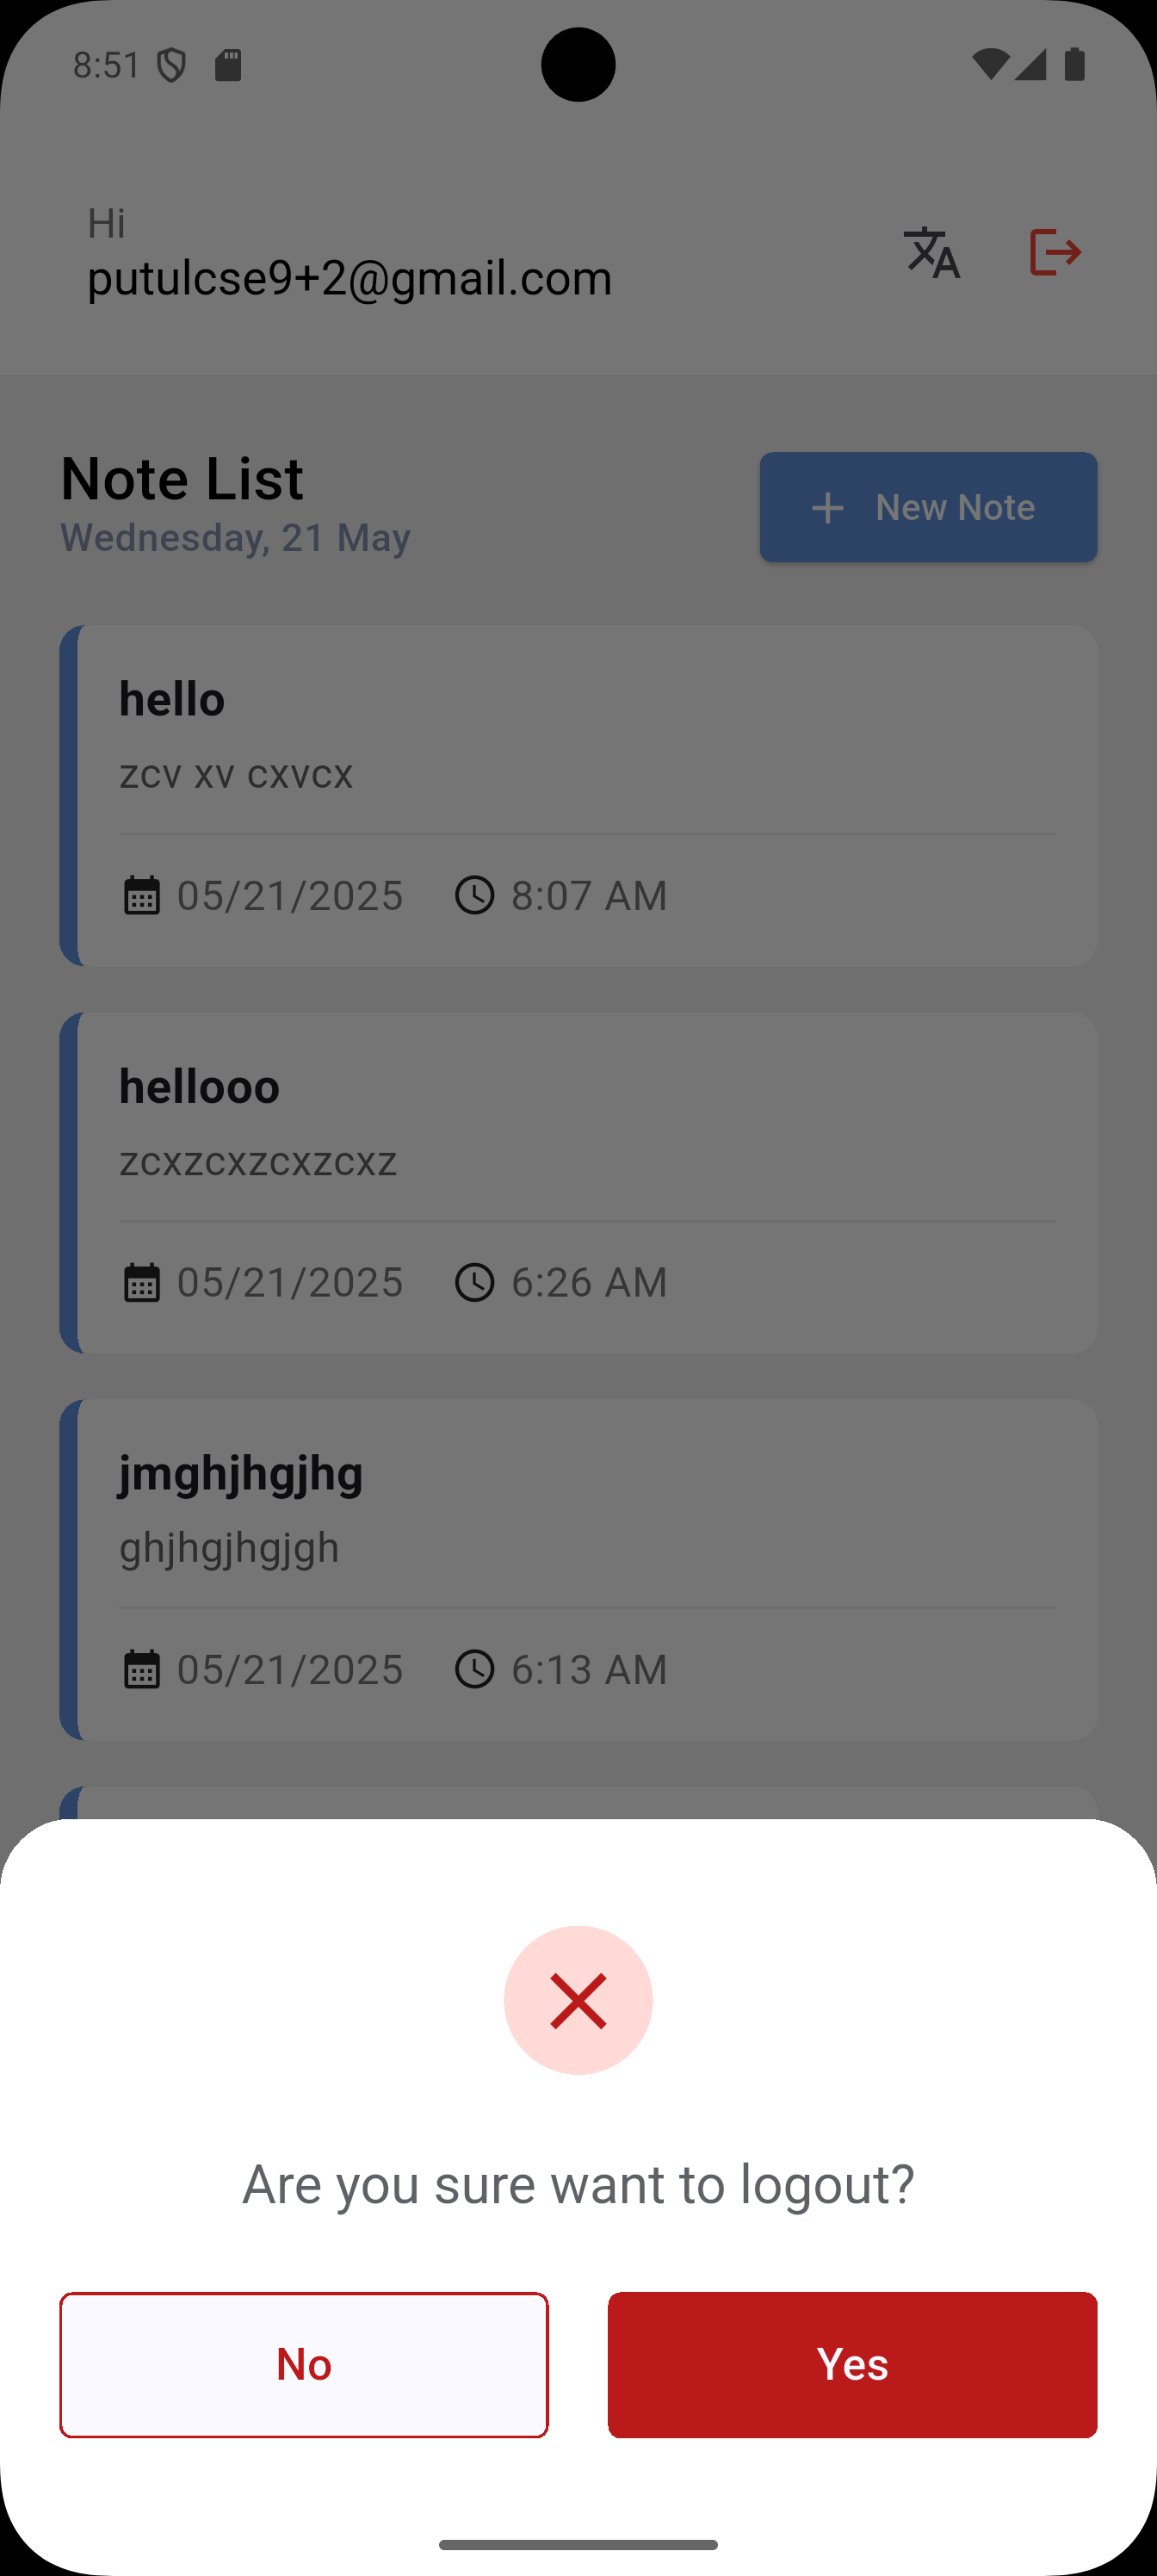 8:51
Hi
putulcse9+2@gmail.com
Note List
Wednesday, 21 May
+ New Note
hello
zcv xv cxvcx
05/21/2025 8:07 AM
hellooo
zcxzcxzcxzcxz
05/21/2025 6:26 AM
jmghjhgjhg
ghjhgjhgjgh
05/21/2025 6:13 AM
Are you sure want to logout?
No Yes